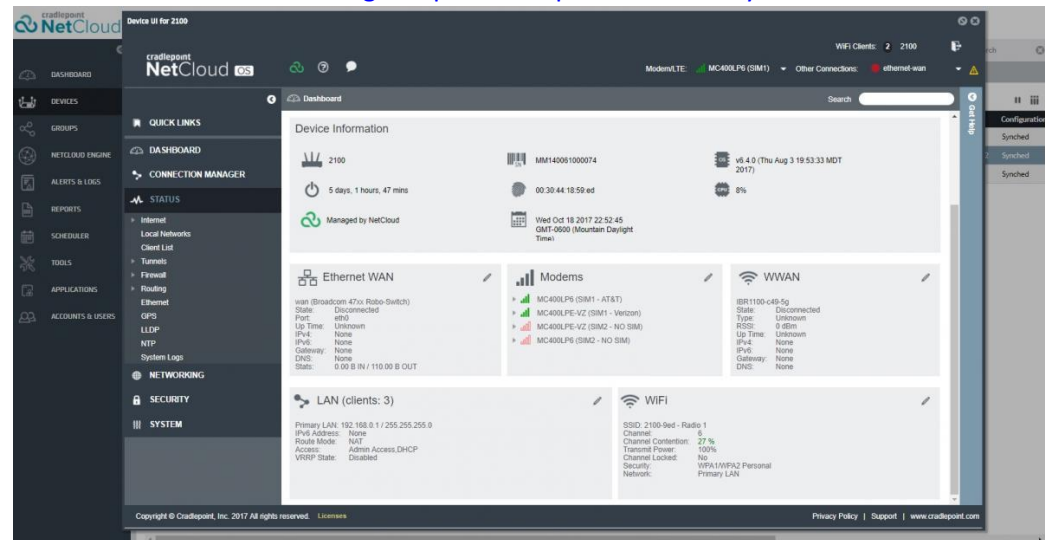 cradlepoint
NetCloud
DASHBOARD
DEVICES
GROUPS
NETCLOUD ENGINE
ALERTS & LOGS
REPORTS
SCHEDULER
TOOLS
APPLICATIONS
ACCOUNTS & USERS
Device UI for 2100
cradlepoint
NetCloud OS
WiFi Clients: 2 2100
Modem/LTE: MC400LP6 (SIM1) Other Connections: ethernet-wan
QUICK LINKS
DASHBOARD
CONNECTION MANAGER
STATUS
Internet
Local Networks
Client List
Tunnels
Firewall
Routing
Ethernet
GPS
LLDP
NTP
System Logs
NETWORKING
SECURITY
SYSTEM
Dashboard
Search
Get Help
Device Information
2100
MM140061000074
v6.4.0 (Thu Aug 3 19:53:33 MDT
2017)
5 days, 1 hours, 47 mins
00:30:44:18:59:ed
8%
Managed by NetCloud
Wed Oct 18 2017 22:52:45
GMT-0600 (Mountain Daylight
Time)
Ethernet WAN
wan (Broadcom 47xx Robo-Switch)
State: Disconnected
Port: eth0
Up Time: Unknown
IPv4: None
IPv6: None
Gateway: None
DNS: None
Stats: 0.00 B IN / 110.00 B OUT
Modems
MC400LP6 (SIM1 - AT&T)
MC400LPE-VZ (SIM1 - Verizon)
MC400LPE-VZ (SIM2 - NO SIM)
MC400LP6 (SIM2 - NO SIM)
WWAN
IBR1100-c49-5g
State: Disconnected
Type: Unknown
RSSI: 0 dBm
Up Time: Unknown
IPv4: None
IPv6: None
Gateway: None
DNS: None
LAN (clients: 3)
Primary LAN: 192.168.0.1 / 255.255.255.0
IPv6 Address: None
Route Mode: NAT
Access: Admin Access,DHCP
VRRP State: Disabled
WiFi
SSID: 2100-9ed - Radio 1
Channel: 6
Channel Contention: 27 %
Transmit Power: 100%
Channel Locked: No
Security: WPA1/WPA2 Personal
Network: Primary LAN
Configuration
Synched
Synched
Synched
Copyright © Cradlepoint, Inc. 2017 All rights reserved. Licenses
Privacy Policy | Support | www.cradlepoint.com